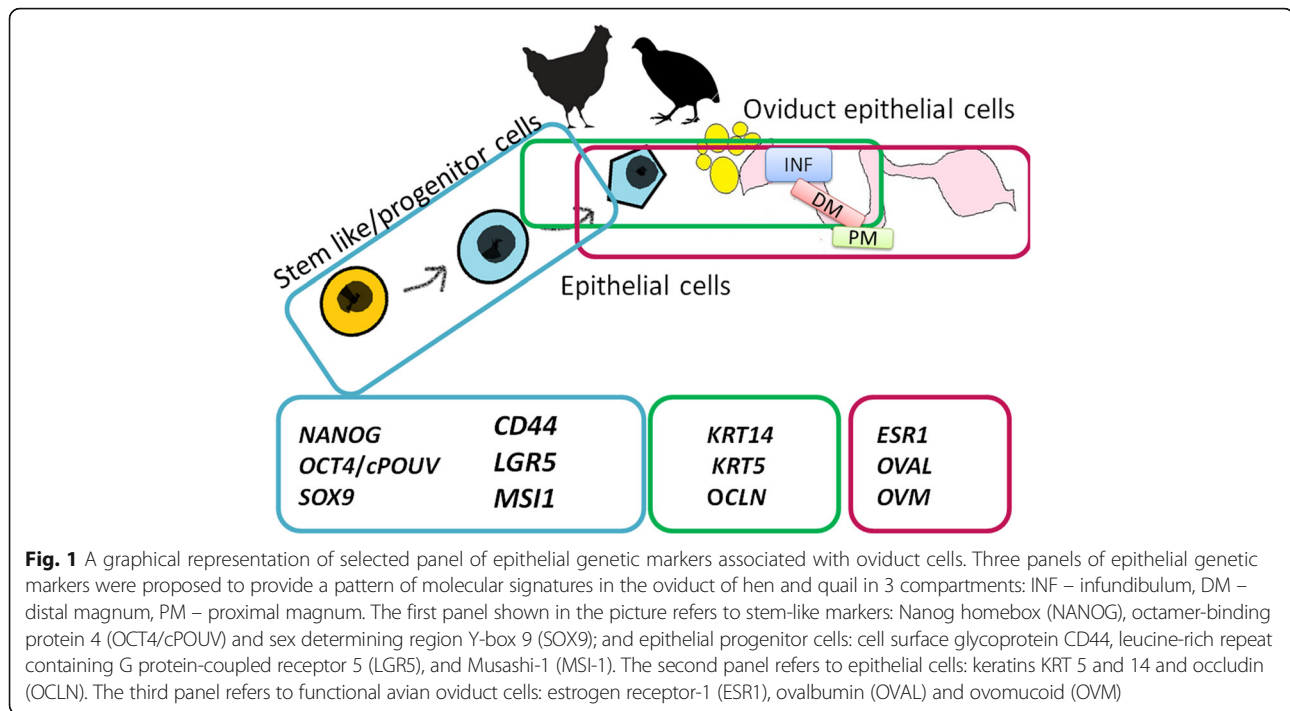 Oviduct epithelial cells
Stem like/progenitor cells
INF
DM
PM
Epithelial cells
NANOG
OCT4/cPOUV
SOX9
CD44
LGR5
MSI1
KRT14
KRT5
OCLN
ESR1
OVAL
OVM
Fig. 1 A graphical representation of selected panel of epithelial genetic markers associated with oviduct cells. Three panels of epithelial genetic
markers were proposed to provide a pattern of molecular signatures in the oviduct of hen and quail in 3 compartments: INF – infundibulum, DM –
distal magnum, PM – proximal magnum. The first panel shown in the picture refers to stem-like markers: Nanog homebox (NANOG), octamer-binding
protein 4 (OCT4/cPOUV) and sex determining region Y-box 9 (SOX9); and epithelial progenitor cells: cell surface glycoprotein CD44, leucine-rich repeat
containing G protein-coupled receptor 5 (LGR5), and Musashi-1 (MSI-1). The second panel refers to epithelial cells: keratins KRT 5 and 14 and occludin
(OCLN). The third panel refers to functional avian oviduct cells: estrogen receptor-1 (ESR1), ovalbumin (OVAL) and ovomucoid (OVM)